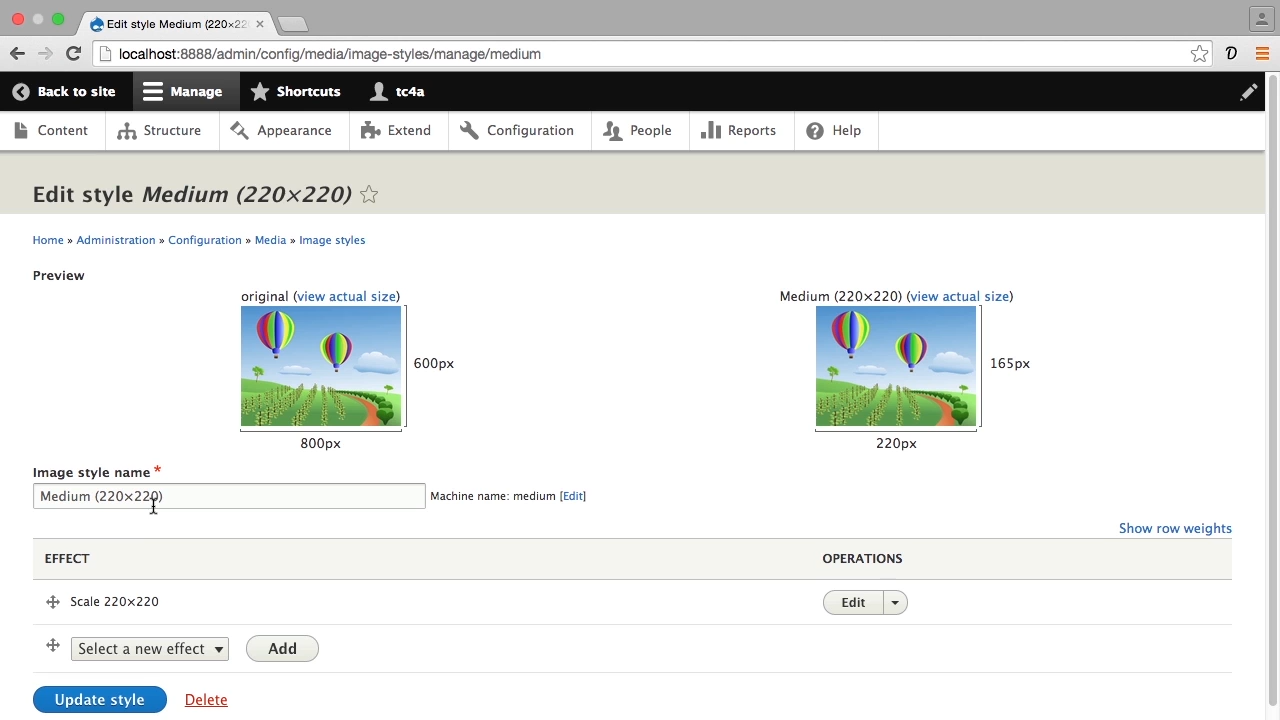 Edit style Medium (220×22
localhost:8888/admin/config/media/image-styles/manage/medium
Back to site Manage Shortcuts tc4a
Content Structure Appearance Extend Configuration People Reports Help
Edit style Medium (220×220)
Home » Administration » Configuration » Media » Image styles
Preview
original (view actual size) Medium (220×220) (view actual size)
600px 165px
800px 220px
Image style name *
Medium (220×220) Machine name: medium [Edit]
Show row weights
EFFECT OPERATIONS
Scale 220×220 Edit
Select a new effect Add
Update style Delete